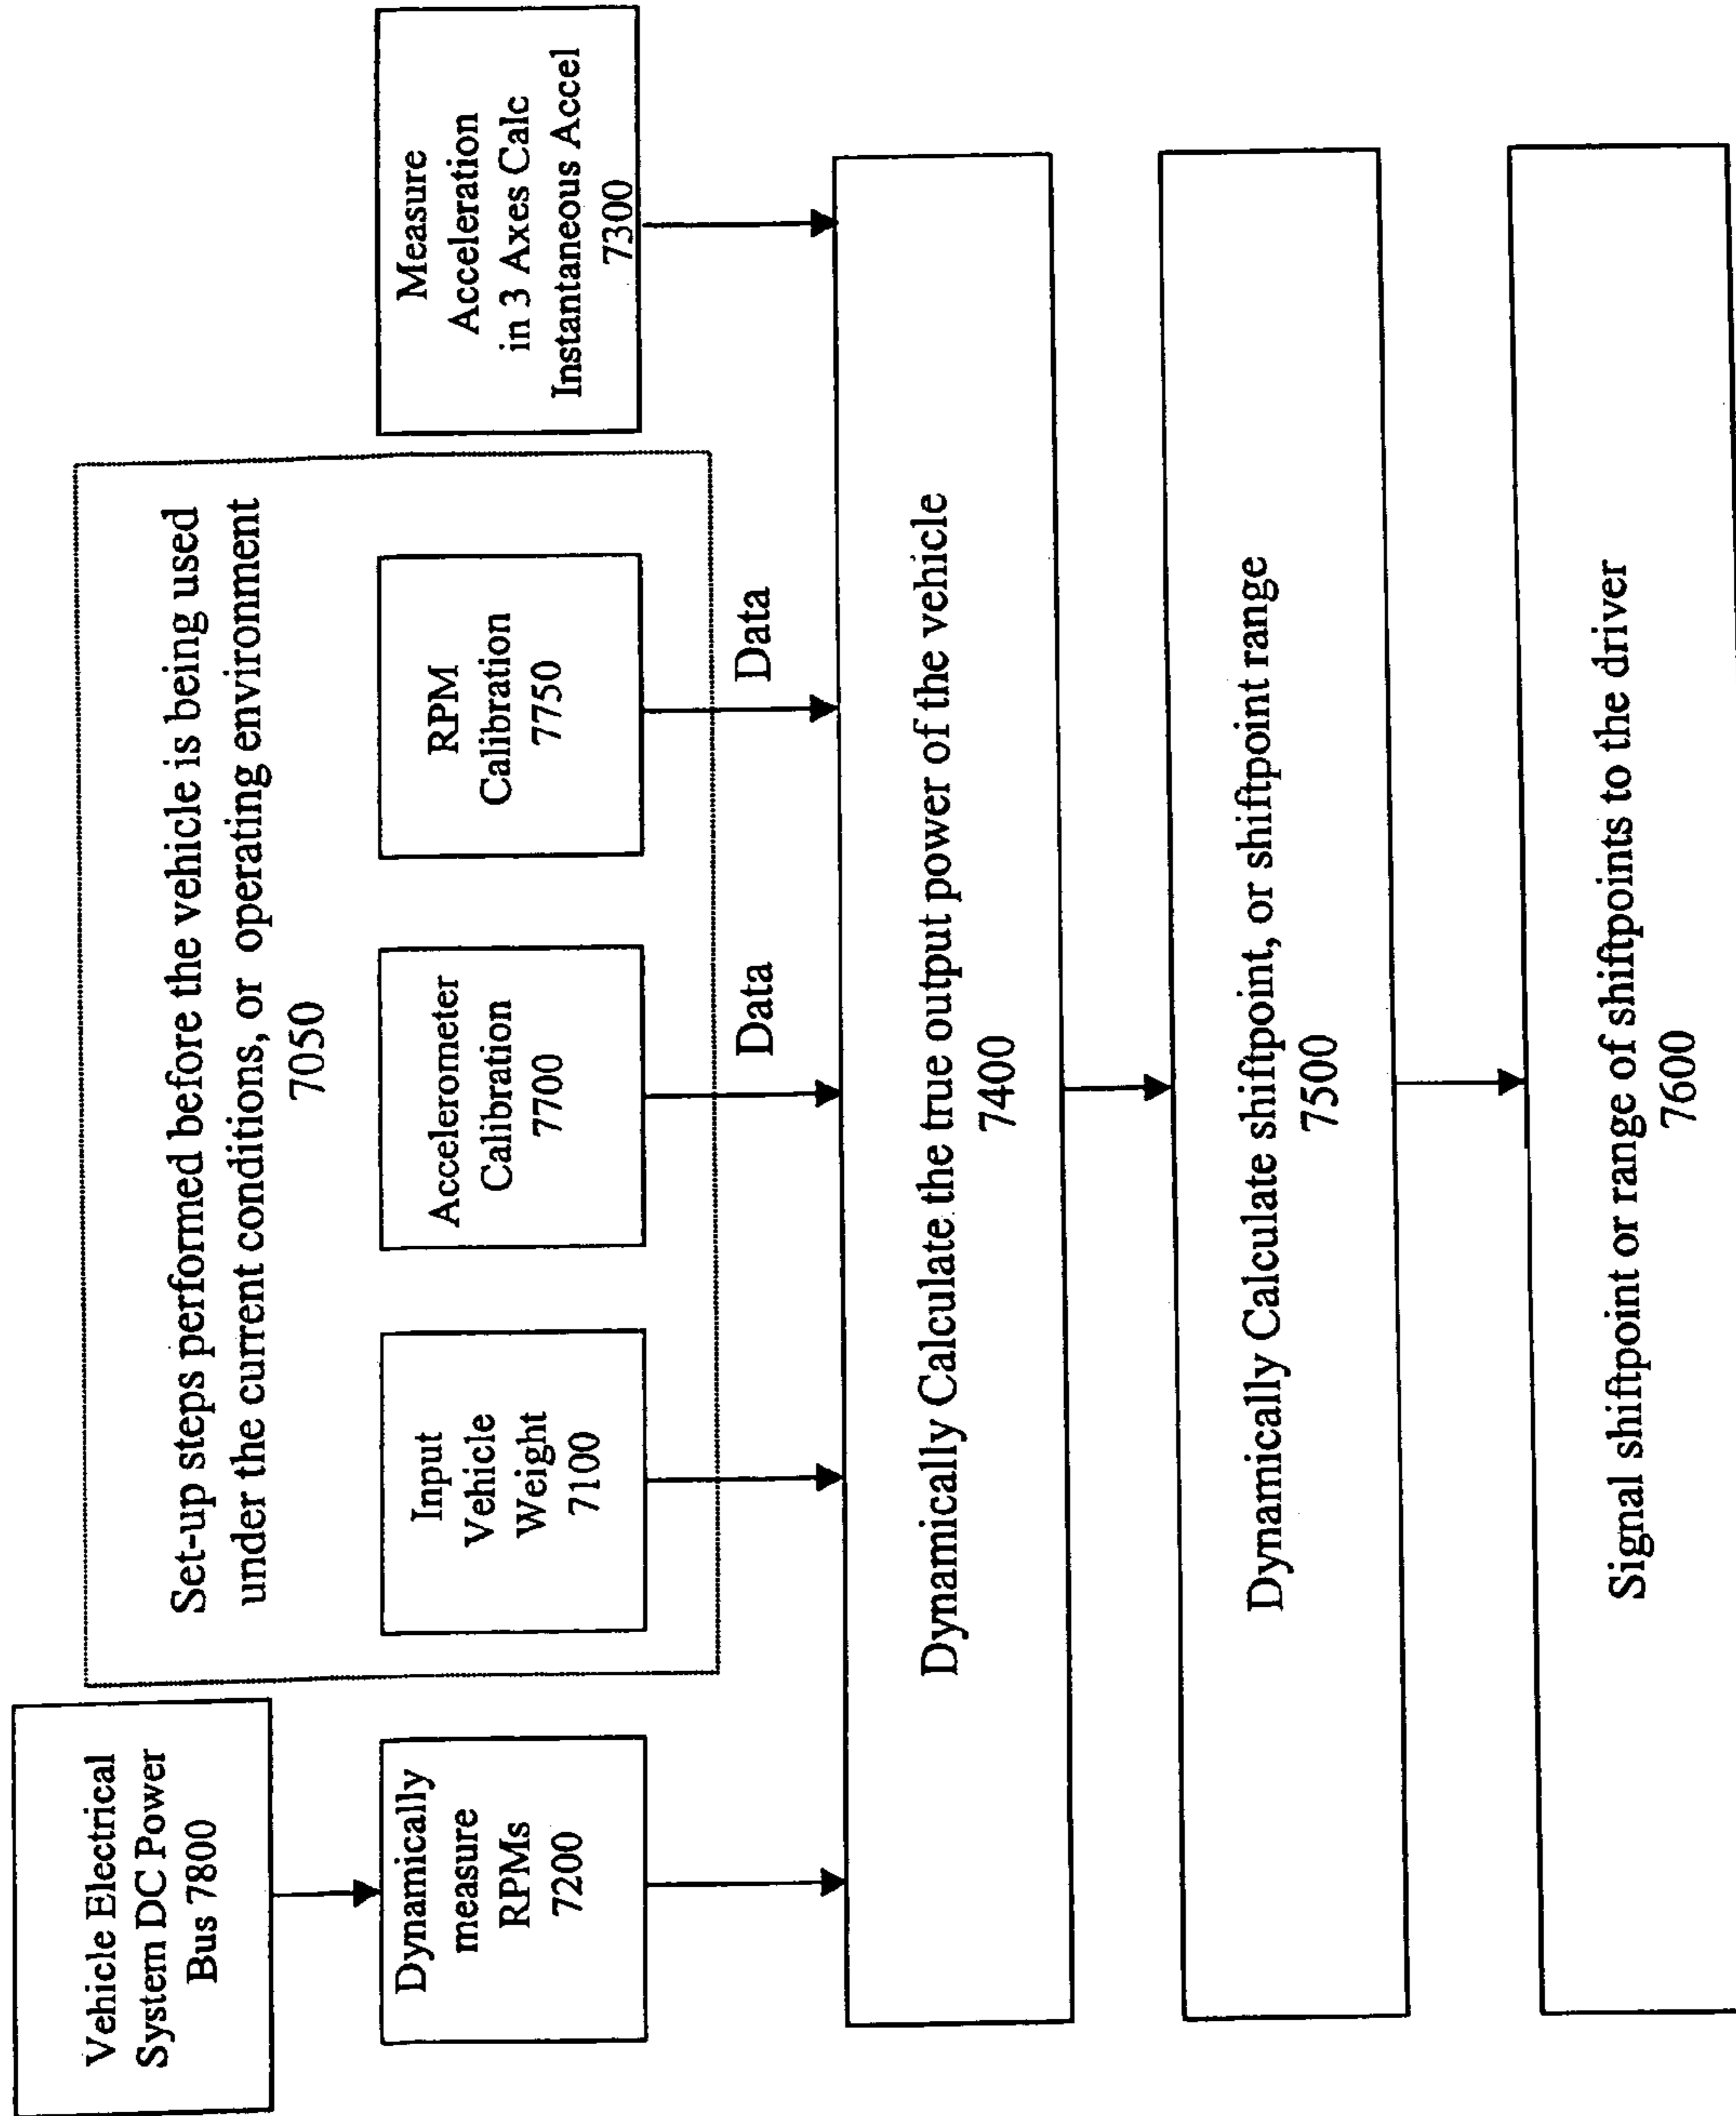 Vehicle Electrical
System DC Power
Bus 7800
Dynamically
measure
RPMs
7200
Set-up steps performed before the vehicle is being used
under the current conditions, or operating environment
7050
Input
Vehicle
Weight
7100
Accelerometer
Calibration
7700
RPM
Calibration
7750
Measure
Acceleration
in 3 Axes Calc
Instantaneous Accel
7300
Data
Data
Dynamically Calculate the true output power of the vehicle
7400
Dynamically Calculate shiftpoint, or shiftpoint range
7500
Signal shiftpoint or range of shiftpoints to the driver
7600